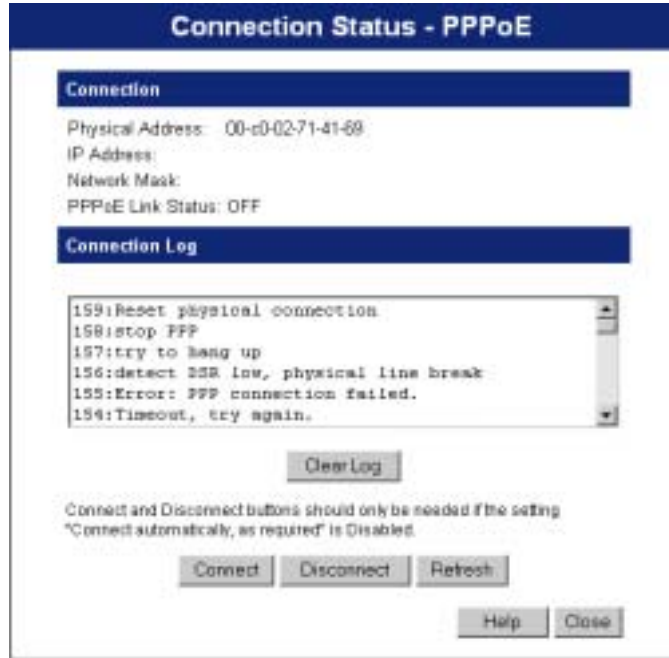 Connection Status - PPPoE
Connection
Physical Address: 00-c0-02-71-41-69
IP Address:
Network Mask:
PPPoE Link Status: OFF
Connection Log
159:Reset physical connection
158:stop PPP
157:try to hang up
156:detect DSR low, physical line break
155:Error: PPP connection failed.
154:Timeout, try again.
Clear Log
Connect and Disconnect buttons should only be needed if the setting
"Connect automatically, as required" is Disabled.
Connect Disconnect Refresh
Help Close